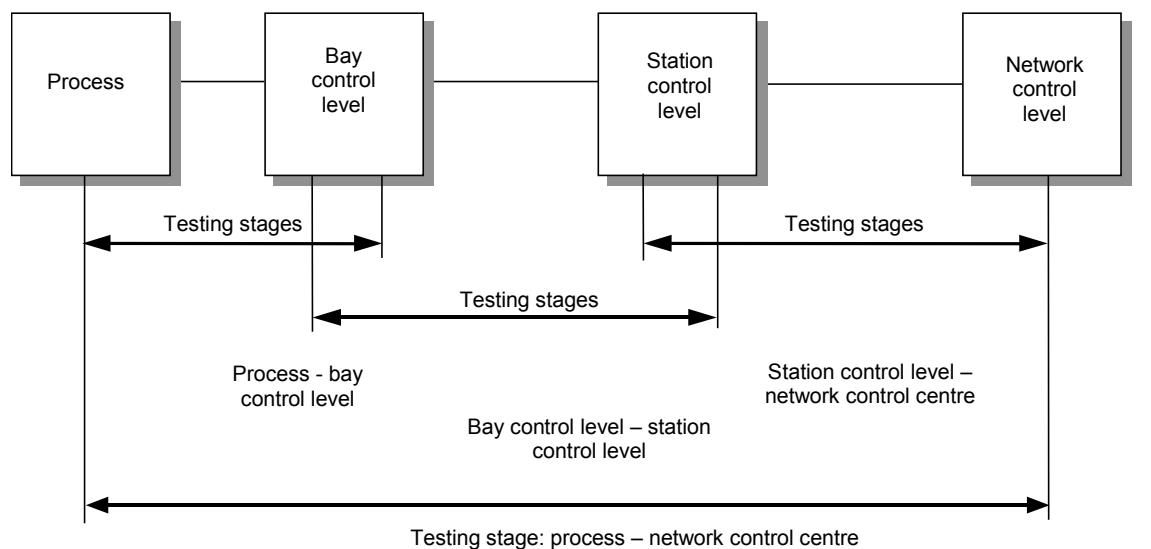 Process
Bay
control
level
Station
control
level
Network
control
level
Testing stages
Testing stages
Testing stages
Process - bay
control level
Station control level –
network control centre
Bay control level – station
control level
Testing stage: process – network control centre